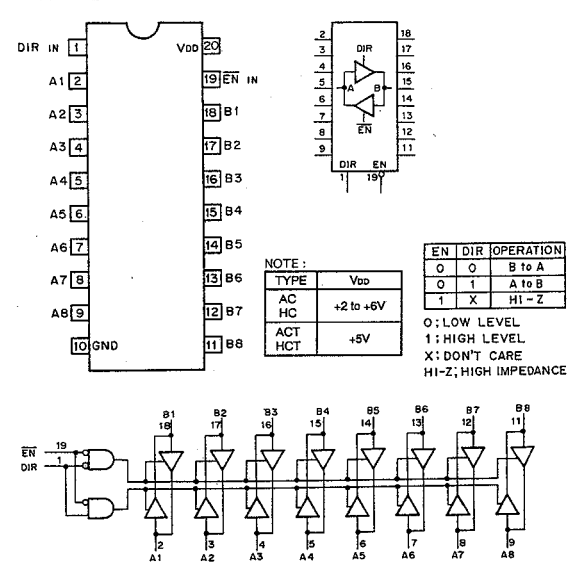 DIR IN 1 VDD 20
A1 2 19 EN IN
A2 3 18 B1
A3 4 17 B2
A4 5 16 B3
A5 6 15 B4
A6 7 14 B5
A7 8 13 B6
A8 9 12 B7
10 GND 11 B8
2 18
3 DIR 17
4 16
5 A B 15
6 14
7 EN 13
8 12
9 11
DIR EN
1 19
NOTE :
TYPE VDD
AC
HC
+2 to +6V
ACT
HCT
+5V
EN DIR OPERATION
0 0 B to A
0 1 A to B
1 X HI - Z
O; LOW LEVEL
1; HIGH LEVEL
X; DON'T CARE
HI-Z; HIGH IMPEDANCE
B1 B2 B3 B4 B5 B6 B7 B8
18 17 16 15 14 13 12 11
EN 19
DIR 1
2 3 4 5 6 7 8 9
A1 A2 A3 A4 A5 A6 A7 A8